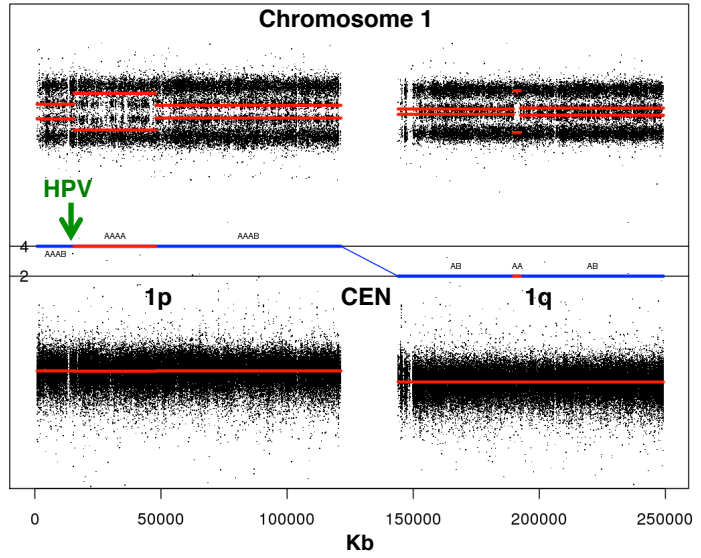 Chromosome 1
HPV
AAAA
AAAB
4
AAAB
AB
AA
AB
2
1p
CEN
1q
0
50000
100000
150000
200000
250000
Kb